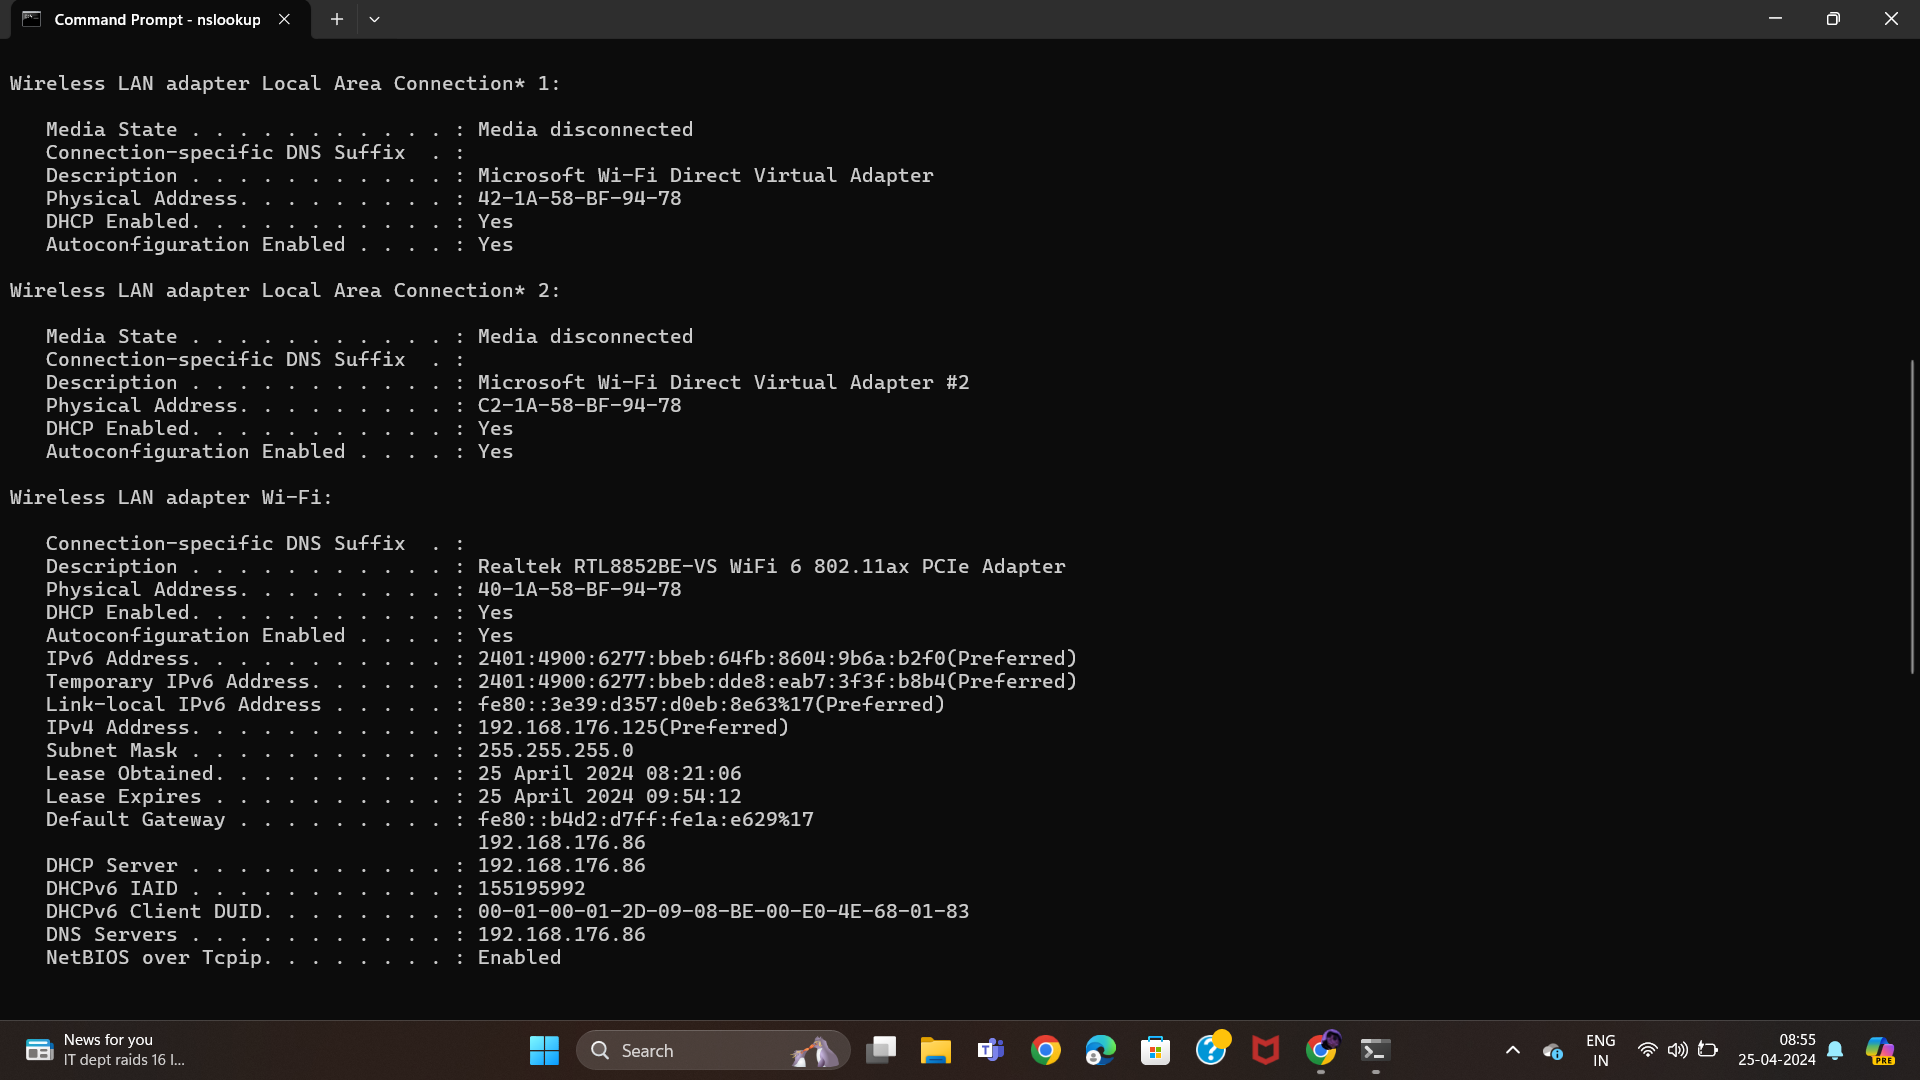 Command Prompt - nslookup
Wireless LAN adapter Local Area Connection* 1:
Media State . . . . . . . . . . . : Media disconnected
Connection-specific DNS Suffix  . :
Description . . . . . . . . . . . : Microsoft Wi-Fi Direct Virtual Adapter
Physical Address. . . . . . . . . : 42-1A-58-BF-94-78
DHCP Enabled. . . . . . . . . . . : Yes
Autoconfiguration Enabled . . . . : Yes
Wireless LAN adapter Local Area Connection* 2:
Media State . . . . . . . . . . . : Media disconnected
Connection-specific DNS Suffix  . :
Description . . . . . . . . . . . : Microsoft Wi-Fi Direct Virtual Adapter #2
Physical Address. . . . . . . . . : C2-1A-58-BF-94-78
DHCP Enabled. . . . . . . . . . . : Yes
Autoconfiguration Enabled . . . . : Yes
Wireless LAN adapter Wi-Fi:
Connection-specific DNS Suffix  . :
Description . . . . . . . . . . . : Realtek RTL8852BE-VS WiFi 6 802.11ax PCIe Adapter
Physical Address. . . . . . . . . : 40-1A-58-BF-94-78
DHCP Enabled. . . . . . . . . . . : Yes
Autoconfiguration Enabled . . . . : Yes
IPv6 Address. . . . . . . . . . . : 2401:4900:6277:bbeb:64fb:8604:9b6a:b2f0(Preferred)
Temporary IPv6 Address. . . . . . : 2401:4900:6277:bbeb:dde8:eab7:3f3f:b8b4(Preferred)
Link-local IPv6 Address . . . . . : fe80::3e39:d357:d0eb:8e63%17(Preferred)
IPv4 Address. . . . . . . . . . . : 192.168.176.125(Preferred)
Subnet Mask . . . . . . . . . . . : 255.255.255.0
Lease Obtained. . . . . . . . . . : 25 April 2024 08:21:06
Lease Expires . . . . . . . . . . : 25 April 2024 09:54:12
Default Gateway . . . . . . . . . : fe80::b4d2:d7ff:fe1a:e629%17
192.168.176.86
DHCP Server . . . . . . . . . . . : 192.168.176.86
DHCPv6 IAID . . . . . . . . . . . : 155195992
DHCPv6 Client DUID. . . . . . . . : 00-01-00-01-2D-09-08-BE-00-E0-4E-68-01-83
DNS Servers . . . . . . . . . . . : 192.168.176.86
NetBIOS over Tcpip. . . . . . . . : Enabled
News for you
IT dept raids 16 l...
Search
ENG
IN
08:55
25-04-2024
PRE